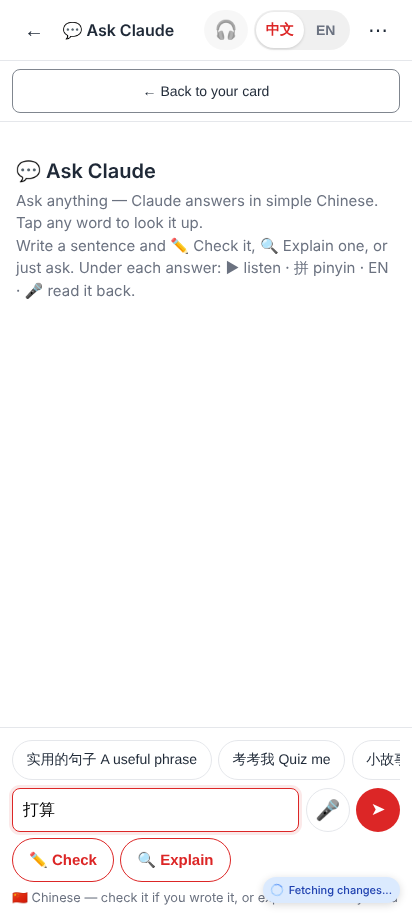 ← 💬 Ask Claude 🎧 中文 EN ⋯
← Back to your card
💬 Ask Claude
Ask anything — Claude answers in simple Chinese.
Tap any word to look it up.
Write a sentence and ✏️ Check it, 🔍 Explain one, or
just ask. Under each answer: ▶ listen · 拼 pinyin · EN
· 🎤 read it back.
实用的句子 A useful phrase 考考我 Quiz me 小故
打算
✏️ Check 🔍 Explain
🇨🇳 Chinese — check it if you wrote it, or
Fetching changes...